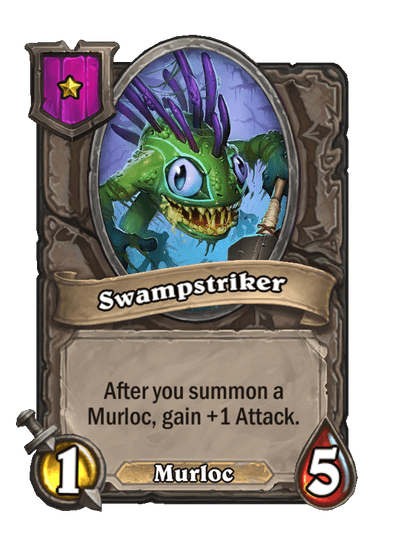 Swampstriker
After you summon a
Murloc, gain +1 Attack.
1
Murloc
5